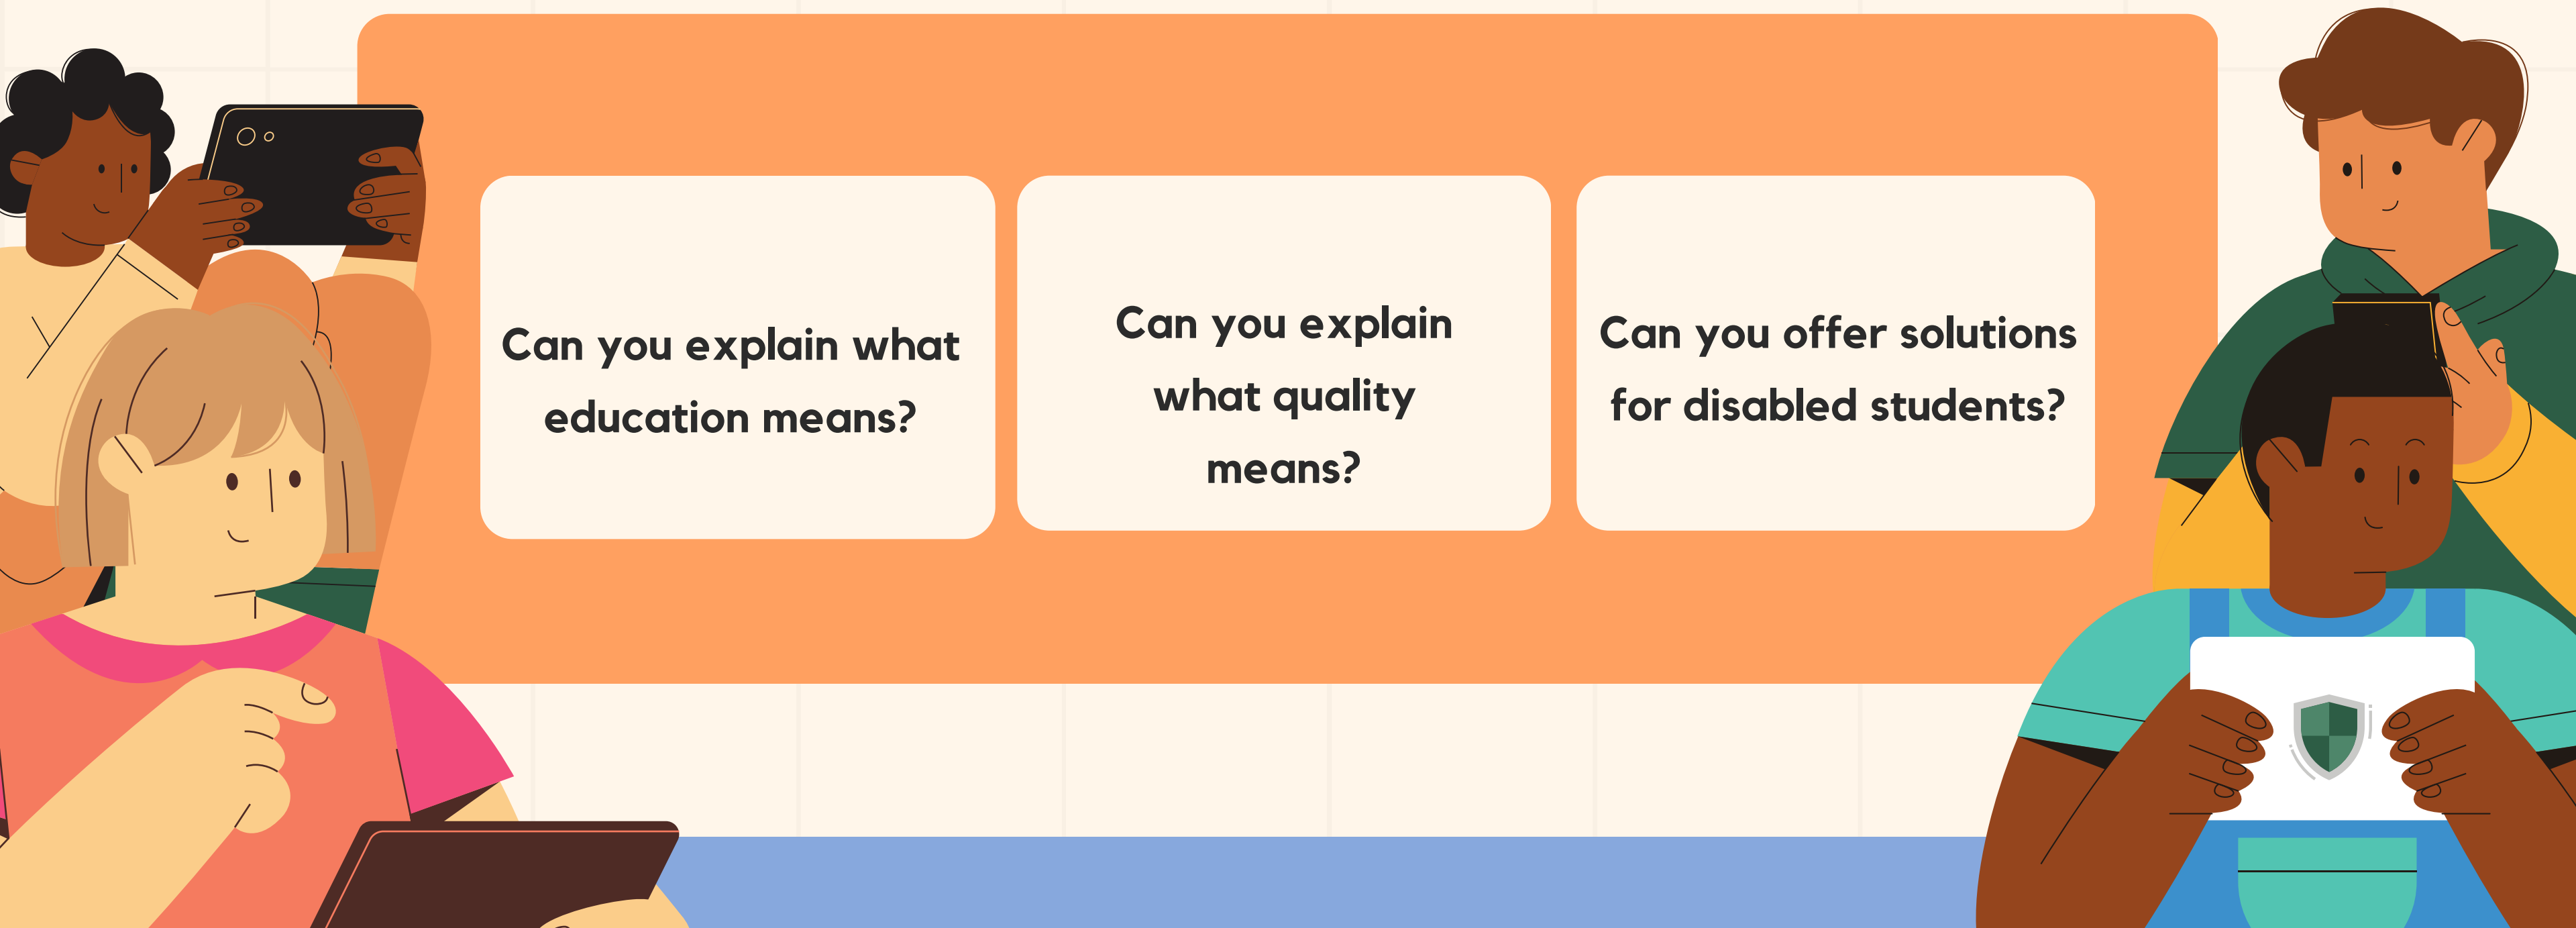 Can you explain what
education means?
Can you explain
what quality
means?
Can you offer solutions
for disabled students?